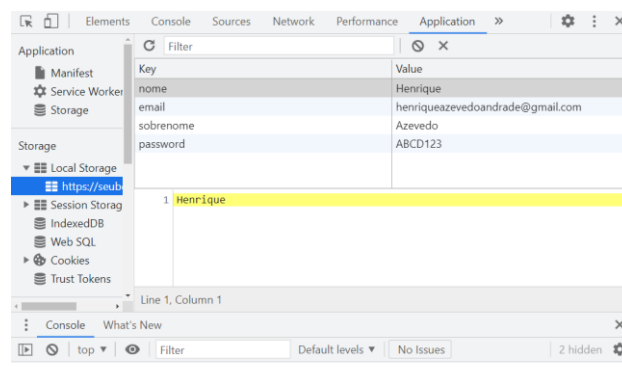 Elements Console Sources Network Performance Application »
Application
Manifest
Service Worker
Storage
Storage
Local Storage
https://seub
Session Storag
IndexedDB
Web SQL
Cookies
Trust Tokens
Filter
Key Value
nome Henrique
email henriqueazevedoandrade@gmail.com
sobrenome Azevedo
password ABCD123
1 Henrique
Line 1, Column 1
Console What's New
top Filter Default levels No Issues 2 hidden